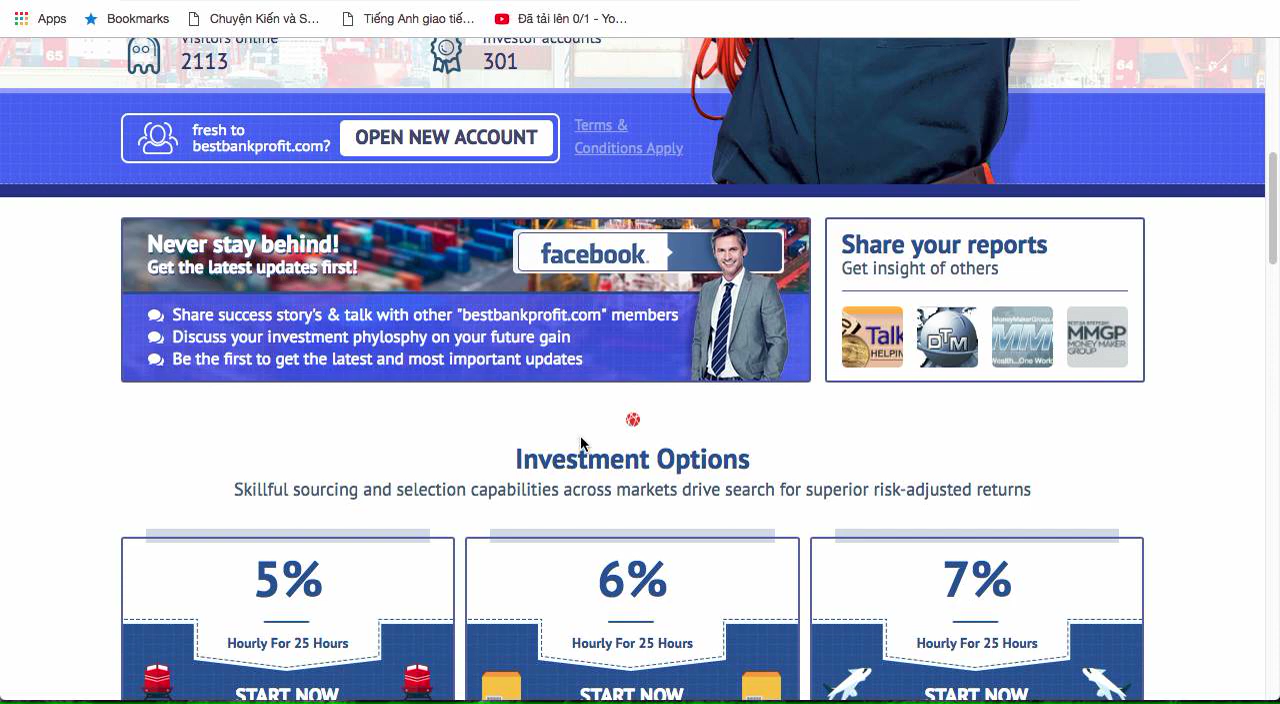 Apps
Bookmarks
Chuyện Kiến và S...
Tiếng Anh giao tiế...
Đã tải lên 0/1 - Yo...
Visitors online
2113
Investor accounts
301
65
64
fresh to
bestbankprofit.com?
OPEN NEW ACCOUNT
Terms &
Conditions Apply
Never stay behind!
Get the latest updates first!
facebook.
Share success story's & talk with other "bestbankprofit.com" members
Discuss your investment phylosphy on your future gain
Be the first to get the latest and most important updates
Share your reports
Get insight of others
Talk
HELPIN
DTM
MoneyMakerGroup.
MM
Wealth...One World
MMGP
MONEY MAKER
GROUP
Investment Options
Skillful sourcing and selection capabilities across markets drive search for superior risk-adjusted returns
5%
Hourly For 25 Hours
START NOW
6%
Hourly For 25 Hours
START NOW
7%
Hourly For 25 Hours
START NOW